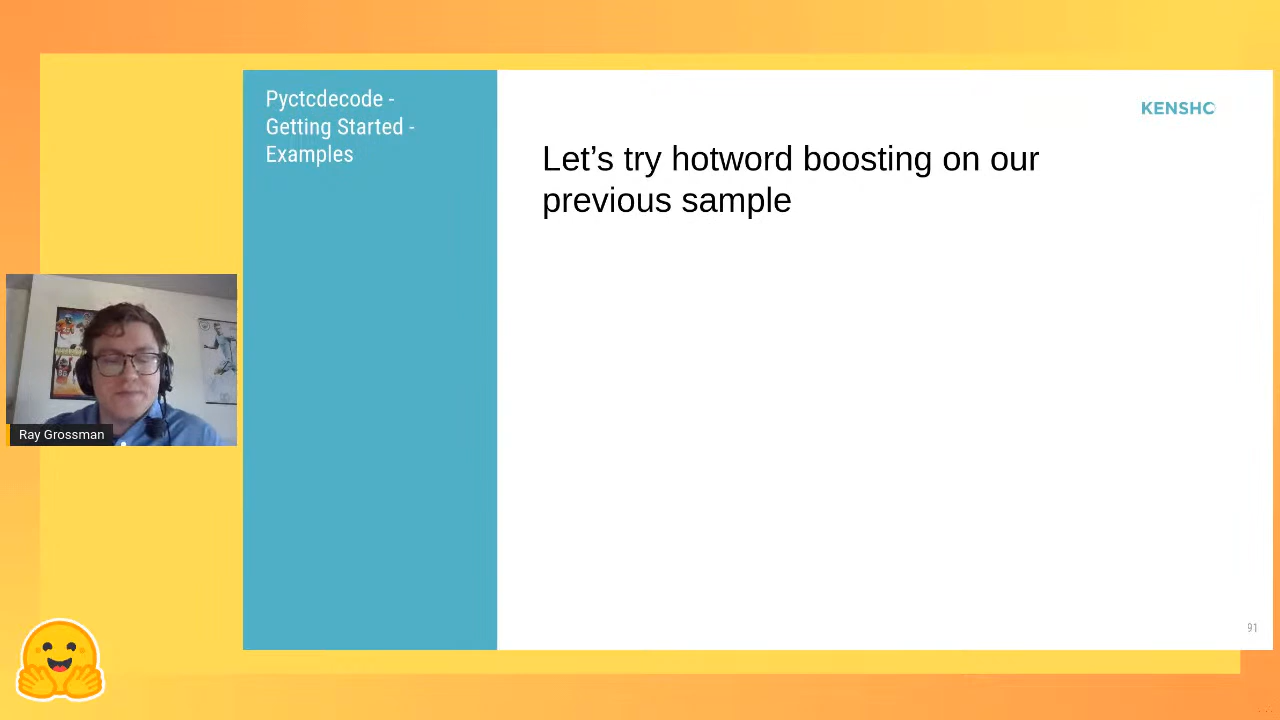 Pyctcdecode -
Getting Started -
Examples
KENSHO
Let's try hotword boosting on our
previous sample
Ray Grossman
91